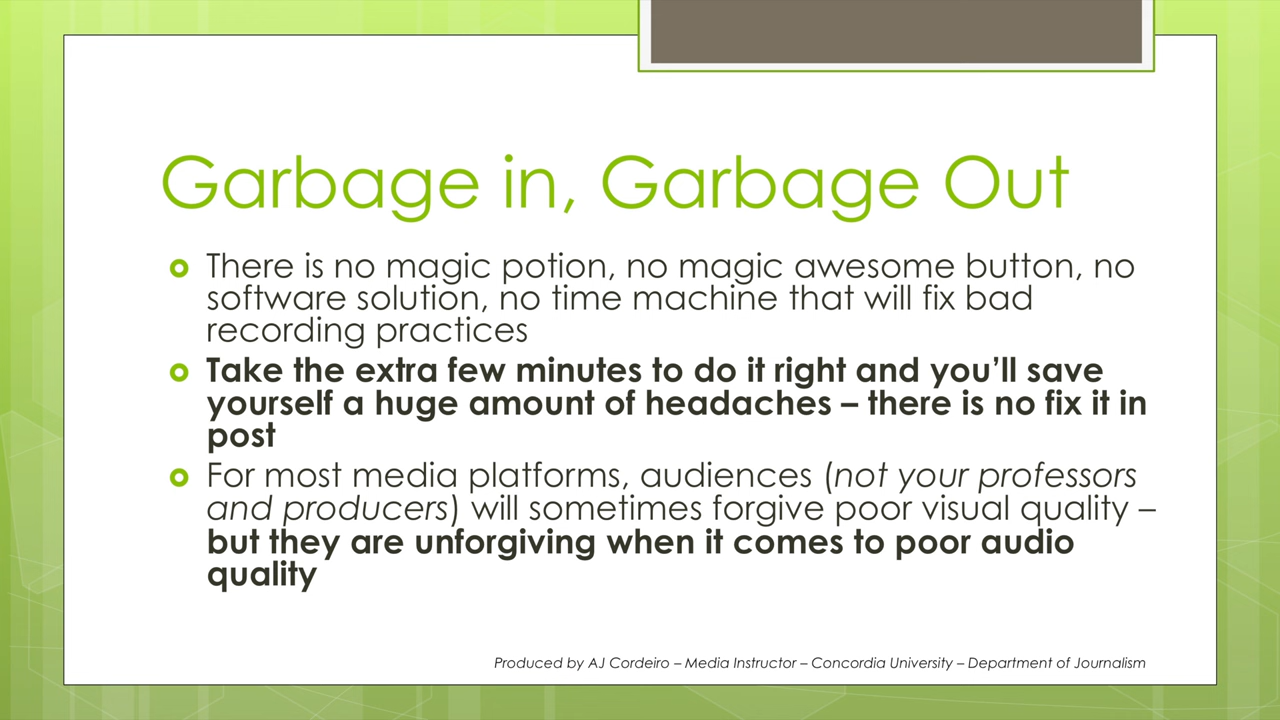 Garbage in, Garbage Out
There is no magic potion, no magic awesome button, no
software solution, no time machine that will fix bad
recording practices
Take the extra few minutes to do it right and you’ll save
yourself a huge amount of headaches – there is no fix it in
post
For most media platforms, audiences (not your professors
and producers) will sometimes forgive poor visual quality –
but they are unforgiving when it comes to poor audio
quality
Produced by AJ Cordeiro – Media Instructor – Concordia University – Department of Journalism